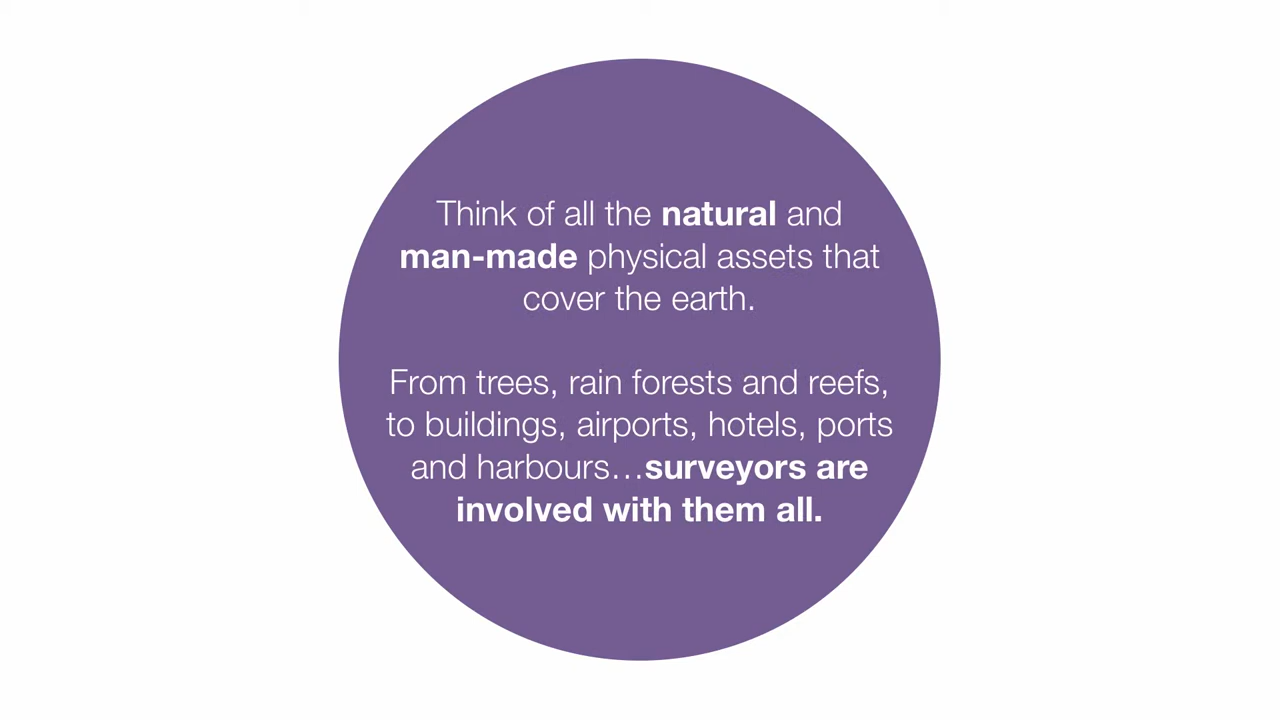 Think of all the natural and
man-made physical assets that
cover the earth.
From trees, rain forests and reefs,
to buildings, airports, hotels, ports
and harbours…surveyors are
involved with them all.